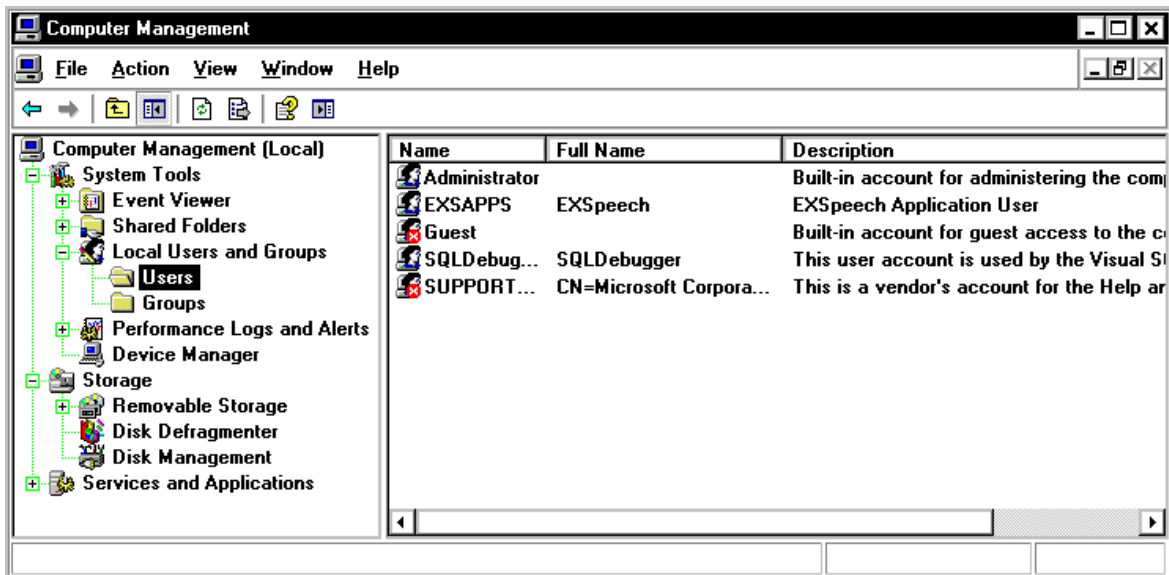 Computer Management
File Action View Window Help
Computer Management (Local)
System Tools
Event Viewer
Shared Folders
Local Users and Groups
Users
Groups
Performance Logs and Alerts
Device Manager
Storage
Removable Storage
Disk Defragmenter
Disk Management
Services and Applications
Name Full Name Description
Administrator Built-in account for administering the com
EXSAPPS EXSpeech EXSpeech Application User
Guest Built-in account for guest access to the c
SQLDebug... SQLDebugger This user account is used by the Visual S
SUPPORT... CN=Microsoft Corpora... This is a vendor's account for the Help ar